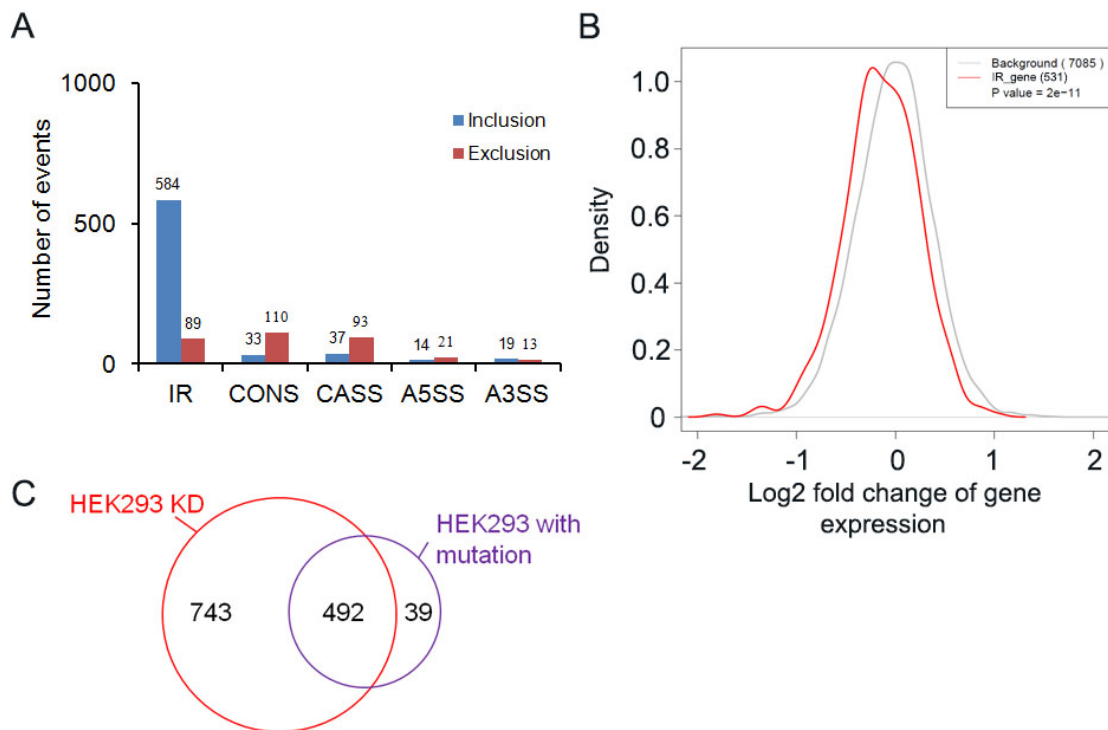 A
1000
500
0
Number of events
Inclusion
Exclusion
584
89
33
110
37
93
14
21
19
13
IR
CONS
CASS
A5SS
A3SS
B
Background ( 7085 )
IR_gene (531)
P value = 2e−11
1.0
0.8
0.6
0.4
0.2
0
Density
-2
-1
0
1
2
Log2 fold change of gene
expression
C
HEK293 KD
HEK293 with
mutation
743
492
39